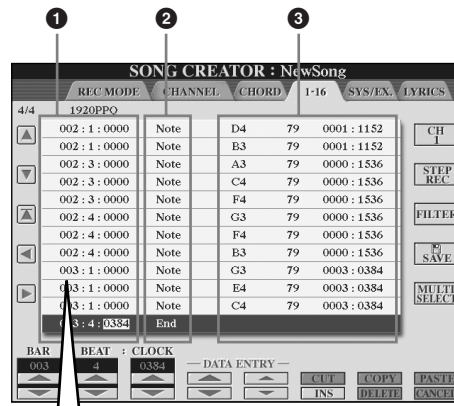 1 2 3
SONG CREATOR : NewSong
REC MODE CHANNEL CHORD 1-16 SYS/EX. LYRICS
4/4 1920PPQ
002 : 1 : 0000 Note D4 79 0001 : 1152
002 : 1 : 0000 Note B3 79 0001 : 1152
002 : 3 : 0000 Note A3 79 0000 : 1536
002 : 3 : 0000 Note C4 79 0000 : 1536
002 : 3 : 0000 Note F4 79 0000 : 1536
002 : 4 : 0000 Note G3 79 0000 : 1536
002 : 4 : 0000 Note F4 79 0000 : 1536
002 : 4 : 0000 Note B3 79 0000 : 1536
003 : 1 : 0000 Note G3 79 0003 : 0384
003 : 1 : 0000 Note E4 79 0003 : 0384
003 : 1 : 0000 Note C4 79 0003 : 0384
003 : 4 : 0384 End
CH
1
STEP
REC
FILTER
SAVE
MULTI
SELECT
BAR BEAT : CLOCK
003 4 0384
DATA ENTRY
CUT COPY PASTE
INS DELETE CANCEL